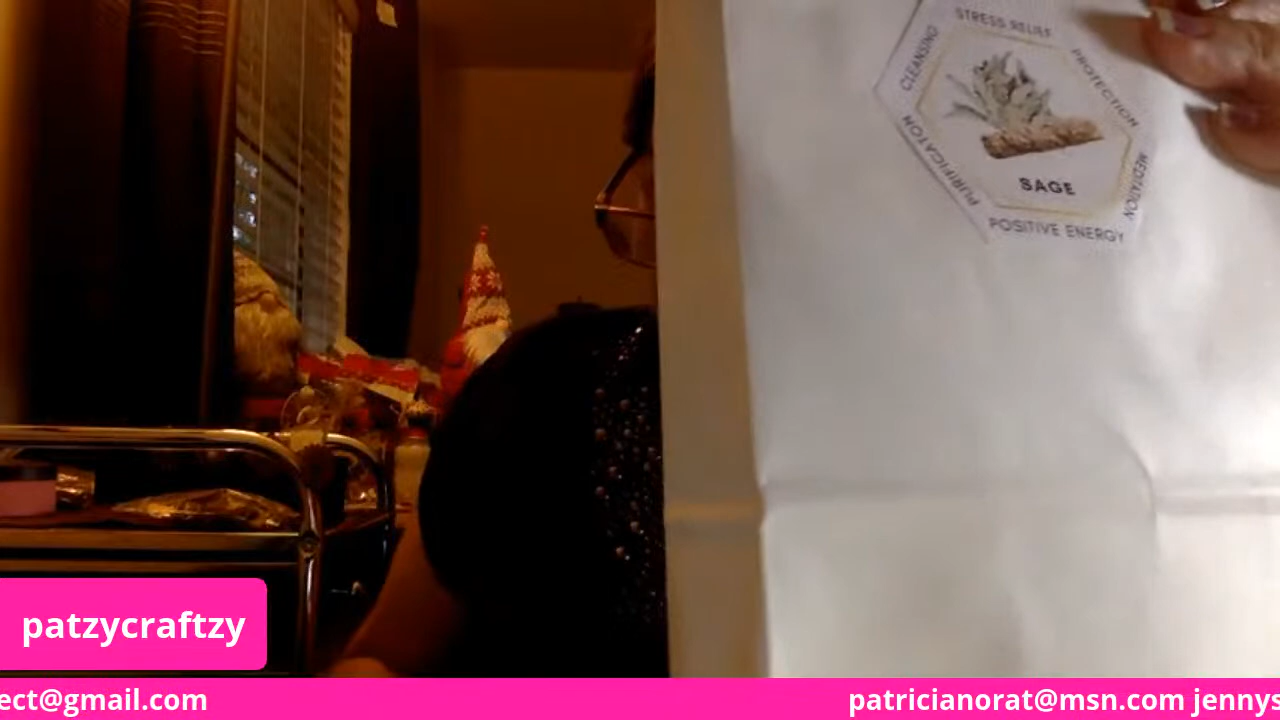 STRESS RELIEF
CLEANSING
PROTECTION
PURIFICATION
MEDITATION
SAGE
POSITIVE ENERGY
patzycraftzy
ect@gmail.com
patricianorat@msn.com jennys